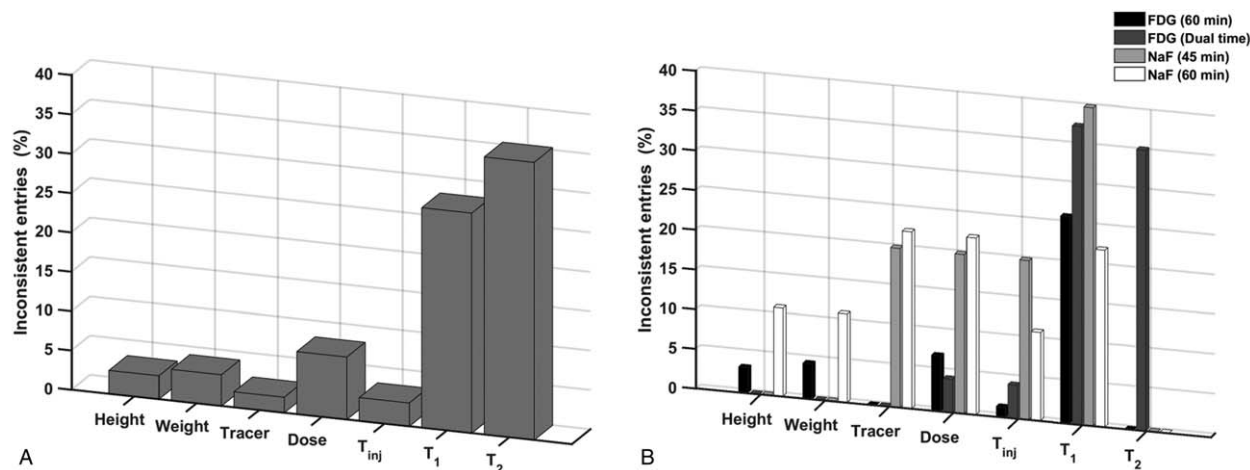 40
35
30
25
20
15
10
5
0
Inconsistent entries (%)
Height
Weight
Tracer
Dose
Tinj
T1
T2
A
FDG (60 min)
FDG (Dual time)
NaF (45 min)
NaF (60 min)
40
35
30
25
20
15
10
5
0
Inconsistent entries (%)
Height
Weight
Tracer
Dose
Tinj
T1
T2
B